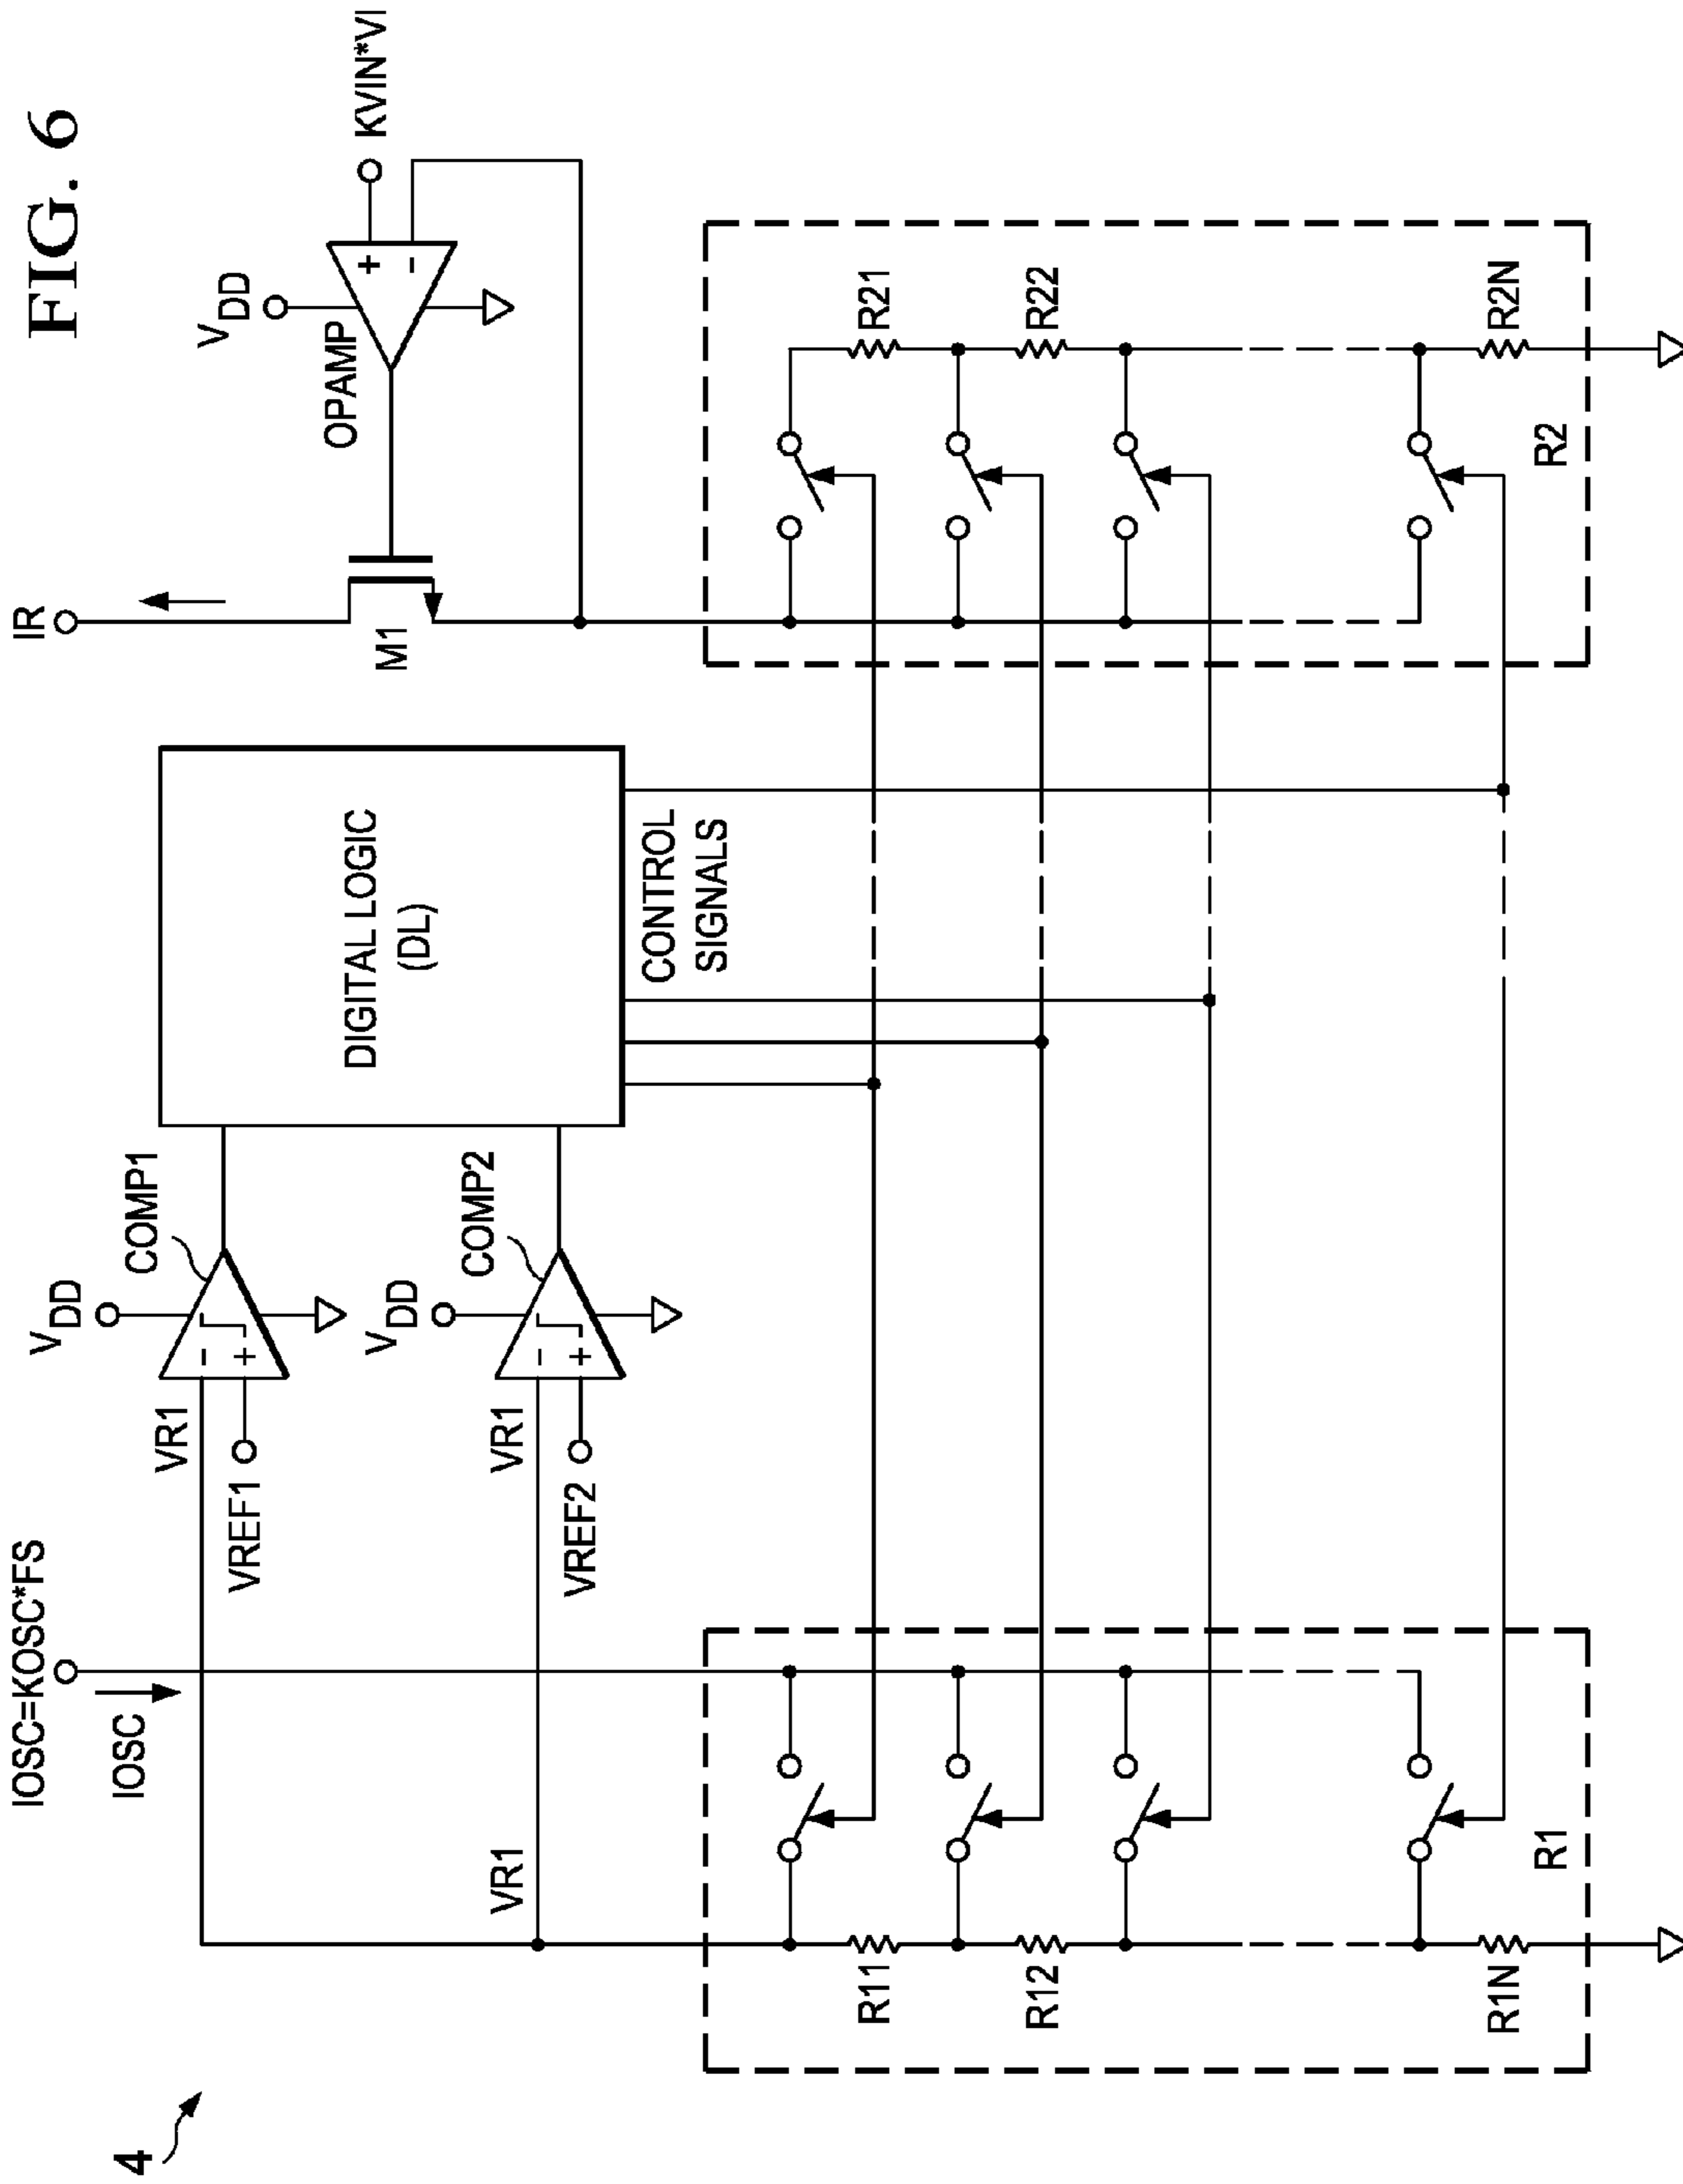 FIG. 6
4
IOSC=KOSC*FS
IOSC
VR1
VREF1
VDD
COMP1
VR1
VREF2
VDD
COMP2
-
+
-
+
DIGITAL LOGIC
(DL)
CONTROL
SIGNALS
IR
M1
OPAMP
VDD
+
-
KVIN*VI
VR1
R11
R12
R1N
R1
R21
R22
R2N
R2